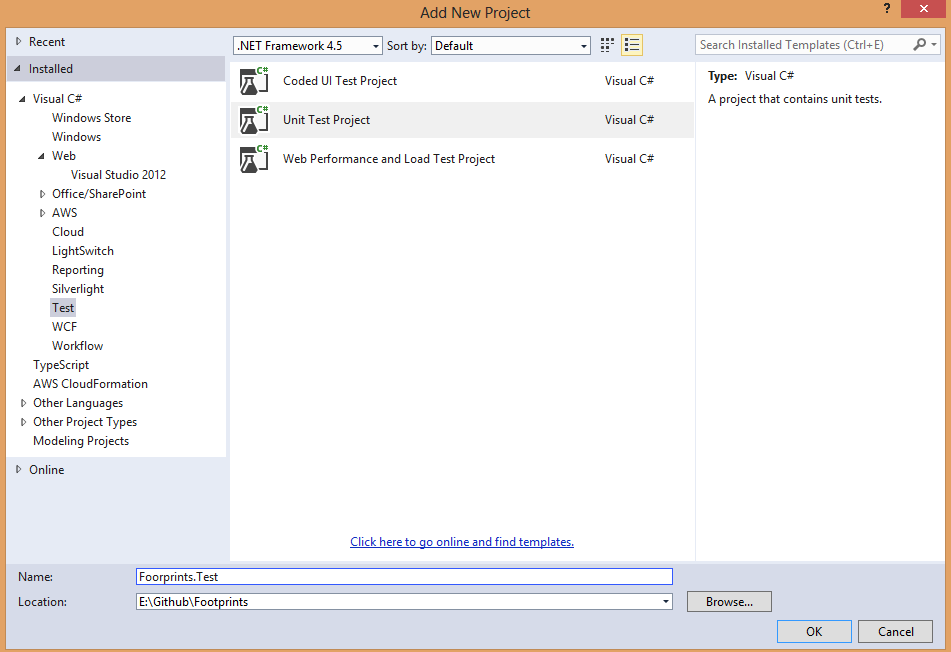 Add New Project
?
Recent
Installed
Visual C#
Windows Store
Windows
Web
Visual Studio 2012
Office/SharePoint
AWS
Cloud
LightSwitch
Reporting
Silverlight
Test
WCF
Workflow
TypeScript
AWS CloudFormation
Other Languages
Other Project Types
Modeling Projects
Online
.NET Framework 4.5 Sort by: Default
C# Coded UI Test Project Visual C#
C# Unit Test Project Visual C#
C# Web Performance and Load Test Project Visual C#
Click here to go online and find templates.
Search Installed Templates (Ctrl+E)
Type: Visual C#
A project that contains unit tests.
Name: Foorprints.Test
Location: E:\Github\Footprints Browse...
OK Cancel